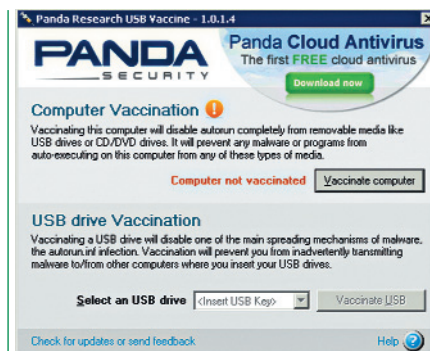 Panda Research USB Vaccine - 1.0.1.4
PANDA
SECURITY
Panda Cloud Antivirus
The first FREE cloud antivirus
Download now
Computer Vaccination
Vaccinating this computer will disable autorun completely from removable media like
USB drives or CD/DVD drives. It will prevent any malware or programs from
auto-executing on this computer from any of these types of media.
Computer not vaccinated Vaccinate computer
USB drive Vaccination
Vaccinating a USB drive will disable one of the main spreading mechanisms of malware,
the autorun.inf infection. Vaccination will prevent you from inadvertently transmitting
malware to/from other computers where you insert your USB drives.
Select an USB drive <Insert USB Key> Vaccinate USB
Check for updates or send feedback Help ?